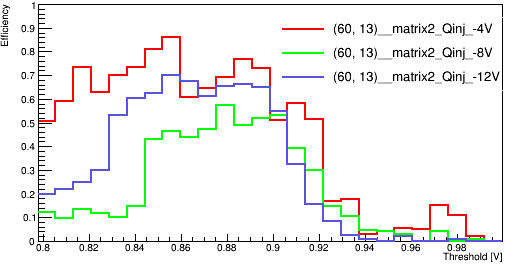 Efficiency
1
0.9
0.8
0.7
0.6
0.5
0.4
0.3
0.2
0.1
0
(60, 13)__matrix2_Qinj_-4V
(60, 13)__matrix2_Qinj_-8V
(60, 13)__matrix2_Qinj_-12V
0.8 0.82 0.84 0.86 0.88 0.9 0.92 0.94 0.96 0.98
Threshold [V]